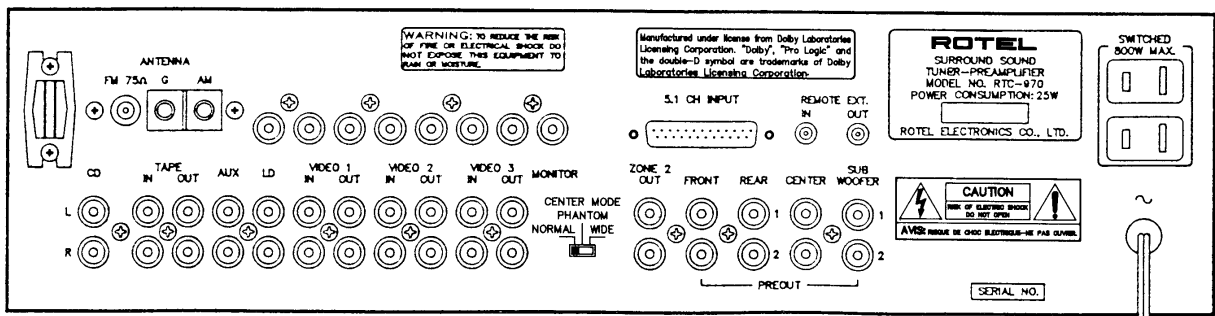 WARNING: TO REDUCE THE RISK
OF FIRE OR ELECTRICAL SHOCK DO
NOT EXPOSE THIS EQUIPMENT TO
RAIN OR MOISTURE.
Manufactured under license from Dolby Laboratories
Licensing Corporation. "Dolby", "Pro Logic" and
the double-D symbol are trademarks of Dolby
Laboratories Licensing Corporation.
ROTEL
SURROUND SOUND
TUNER-PREAMPLIFIER
MODEL NO. RTC-970
POWER CONSUMPTION: 25W
ROTEL ELECTRONICS CO., LTD.
SWITCHED
800W MAX.
ANTENNA
FM 75Ω G AM
5.1 CH INPUT
REMOTE EXT.
IN OUT
CD
TAPE
IN OUT
AUX
LD
VIDEO 1
IN OUT
VIDEO 2
IN OUT
VIDEO 3
IN OUT
MONITOR
L
R
CENTER MODE
PHANTOM
NORMAL WIDE
ZONE 2
OUT
FRONT
REAR
CENTER
SUB
WOOFER
1 1
2 2
PREOUT
CAUTION
RISK OF ELECTRIC SHOCK
DO NOT OPEN
AVIS: RISQUE DE CHOC ELECTRIQUE-NE PAS OUVRIR.
~
SERIAL NO.